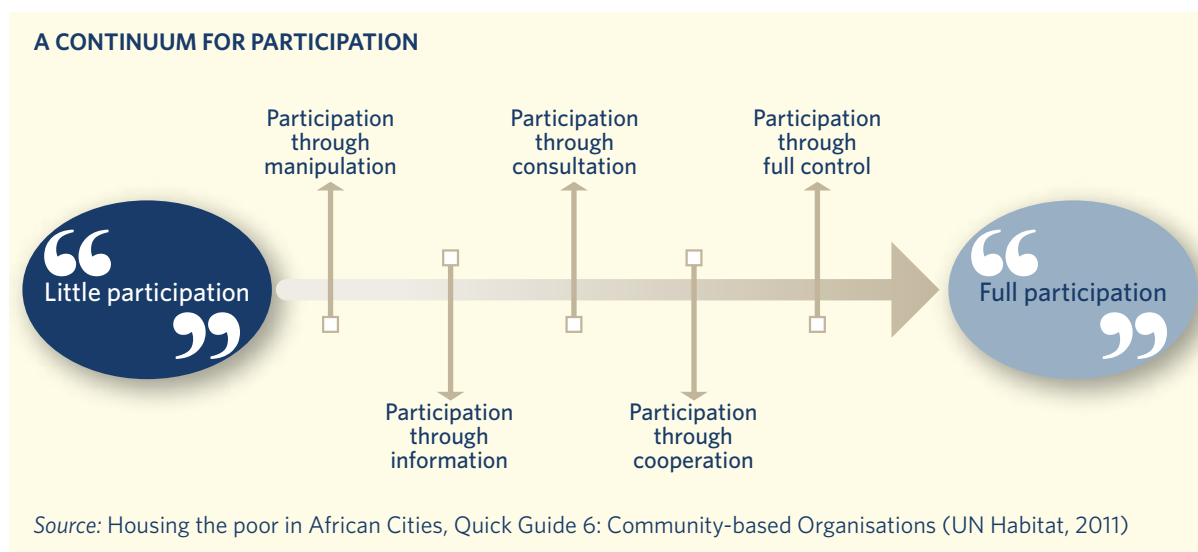 A CONTINUUM FOR PARTICIPATION
Participation
through
manipulation
Participation
through
consultation
Participation
through
full control
“
Little participation
”
“
Full participation
”
Participation
through
information
Participation
through
cooperation
Source: Housing the poor in African Cities, Quick Guide 6: Community-based Organisations (UN Habitat, 2011)